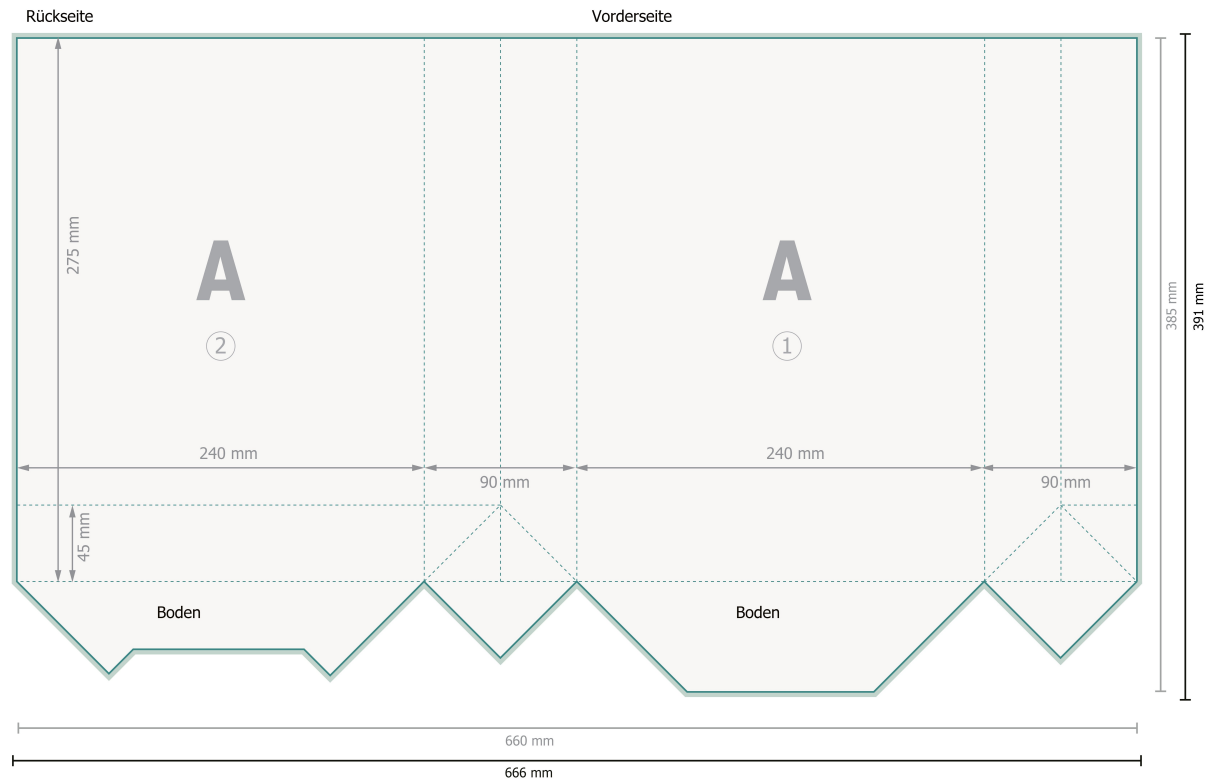 Rückseite
Vorderseite
275 mm
A
A
2
1
385 mm
391 mm
240 mm
240 mm
90 mm
90 mm
45 mm
Boden
Boden
660 mm
666 mm